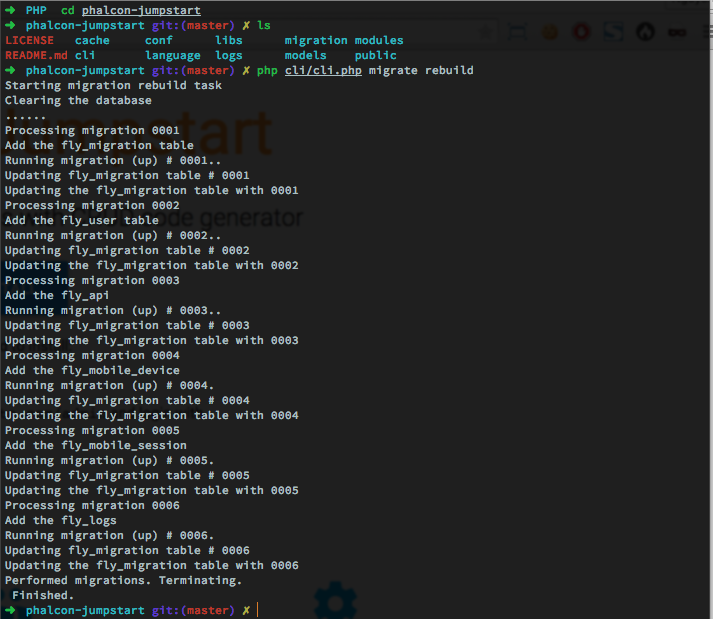 ➜ PHP cd phalcon-jumpstart
➜ phalcon-jumpstart git:(master) ✗ ls
LICENSE cache conf libs migration modules
README.md cli language logs models public
➜ phalcon-jumpstart git:(master) ✗ php cli/cli.php migrate rebuild
Starting migration rebuild task
Clearing the database
......
Processing migration 0001
Add the fly_migration table
Running migration (up) # 0001..
Updating fly_migration table # 0001
Updating the fly_migration table with 0001
Processing migration 0002
Add the fly_user table
Running migration (up) # 0002..
Updating fly_migration table # 0002
Updating the fly_migration table with 0002
Processing migration 0003
Add the fly_api
Running migration (up) # 0003..
Updating fly_migration table # 0003
Updating the fly_migration table with 0003
Processing migration 0004
Add the fly_mobile_device
Running migration (up) # 0004.
Updating fly_migration table # 0004
Updating the fly_migration table with 0004
Processing migration 0005
Add the fly_mobile_session
Running migration (up) # 0005.
Updating fly_migration table # 0005
Updating the fly_migration table with 0005
Processing migration 0006
Add the fly_logs
Running migration (up) # 0006.
Updating fly_migration table # 0006
Updating the fly_migration table with 0006
Performed migrations. Terminating.
Finished.
➜ phalcon-jumpstart git:(master) ✗
code generator